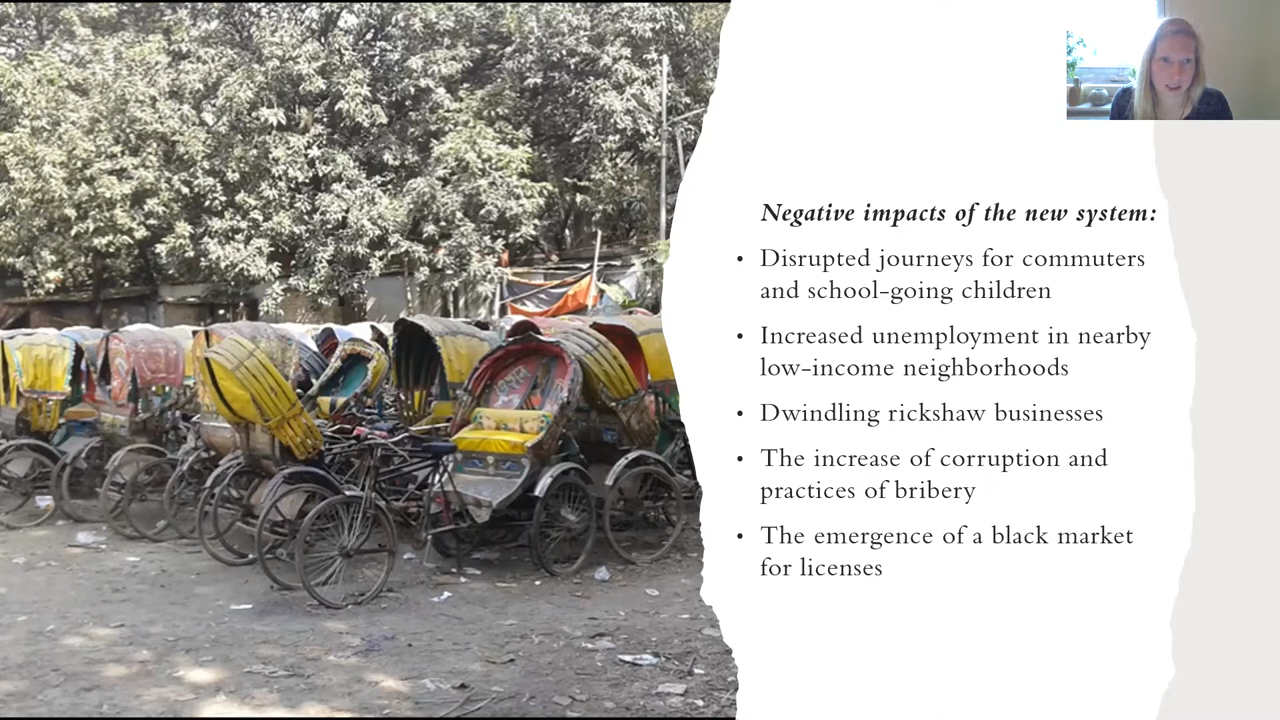 Negative impacts of the new system:
• Disrupted journeys for commuters
and school-going children
• Increased unemployment in nearby
low-income neighborhoods
• Dwindling rickshaw businesses
• The increase of corruption and
practices of bribery
• The emergence of a black market
for licenses